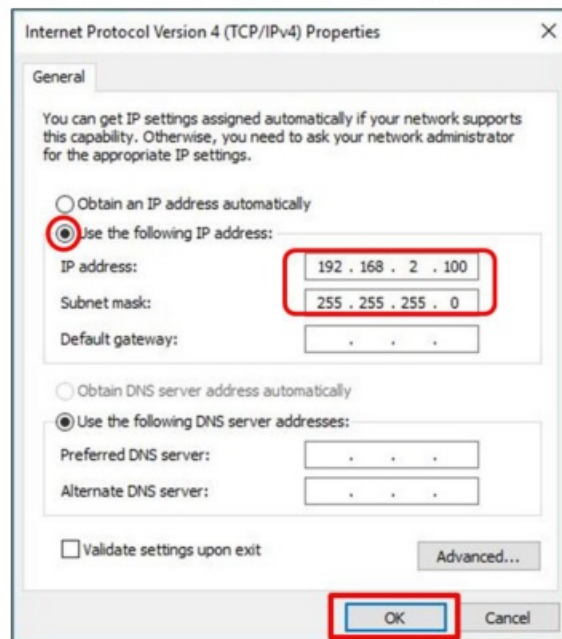 Internet Protocol Version 4 (TCP/IPv4) Properties
General
You can get IP settings assigned automatically if your network supports
this capability. Otherwise, you need to ask your network administrator
for the appropriate IP settings.
Obtain an IP address automatically
Use the following IP address:
IP address: 192 . 168 . 2 . 100
Subnet mask: 255 . 255 . 255 . 0
Default gateway: . . .
Obtain DNS server address automatically
Use the following DNS server addresses:
Preferred DNS server: . . .
Alternate DNS server: . . .
Validate settings upon exit
Advanced...
OK Cancel